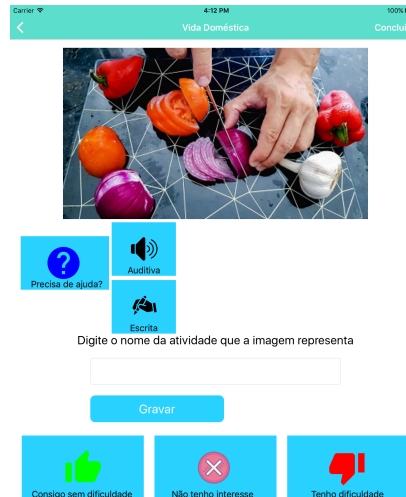 Carrier 4:12 PM 100%
Vida Doméstica
Conclui
Precisa de ajuda?
Auditiva
Escrita
Digite o nome da atividade que a imagem representa
Gravar
Consigo sem dificuldade
Não tenho interesse
Tenho dificuldade